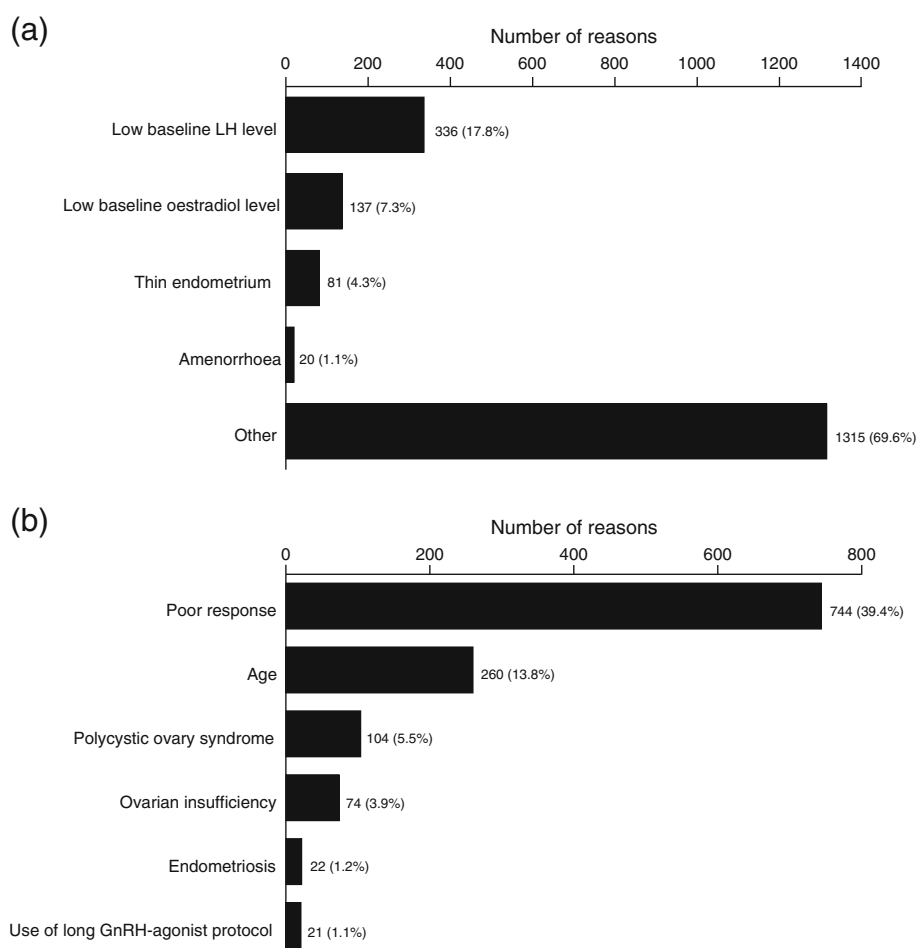 (a)
Number of reasons
0 200 400 600 800 1000 1200 1400
Low baseline LH level 336 (17.8%)
Low baseline oestradiol level 137 (7.3%)
Thin endometrium 81 (4.3%)
Amenorrhoea 20 (1.1%)
Other 1315 (69.6%)
(b)
Number of reasons
0 200 400 600 800
Poor response 744 (39.4%)
Age 260 (13.8%)
Polycystic ovary syndrome 104 (5.5%)
Ovarian insufficiency 74 (3.9%)
Endometriosis 22 (1.2%)
Use of long GnRH-agonist protocol 21 (1.1%)